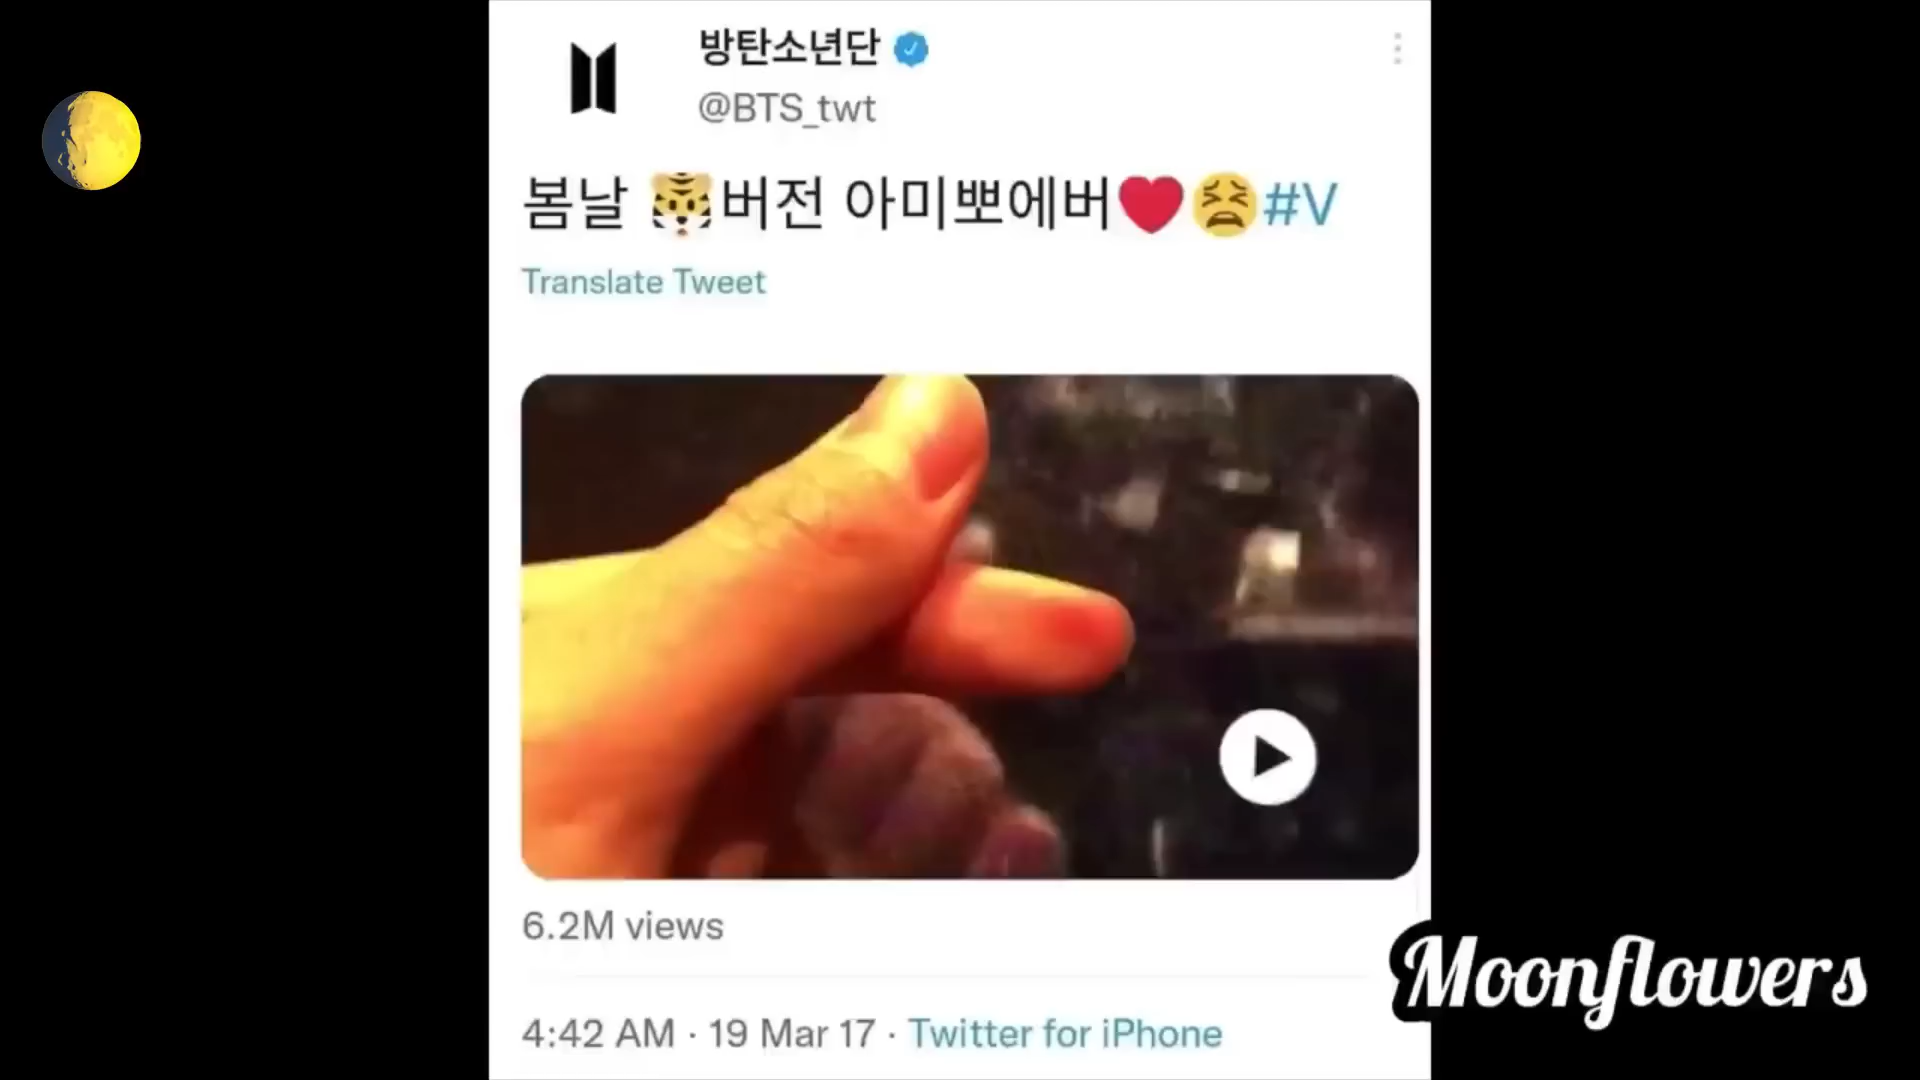 방탄소년단
@BTS_twt
봄날 🐯버전 아미뽀에버❤️😫#V
Translate Tweet
6.2M views
4:42 AM · 19 Mar 17 · Twitter for iPhone
Moonflowers